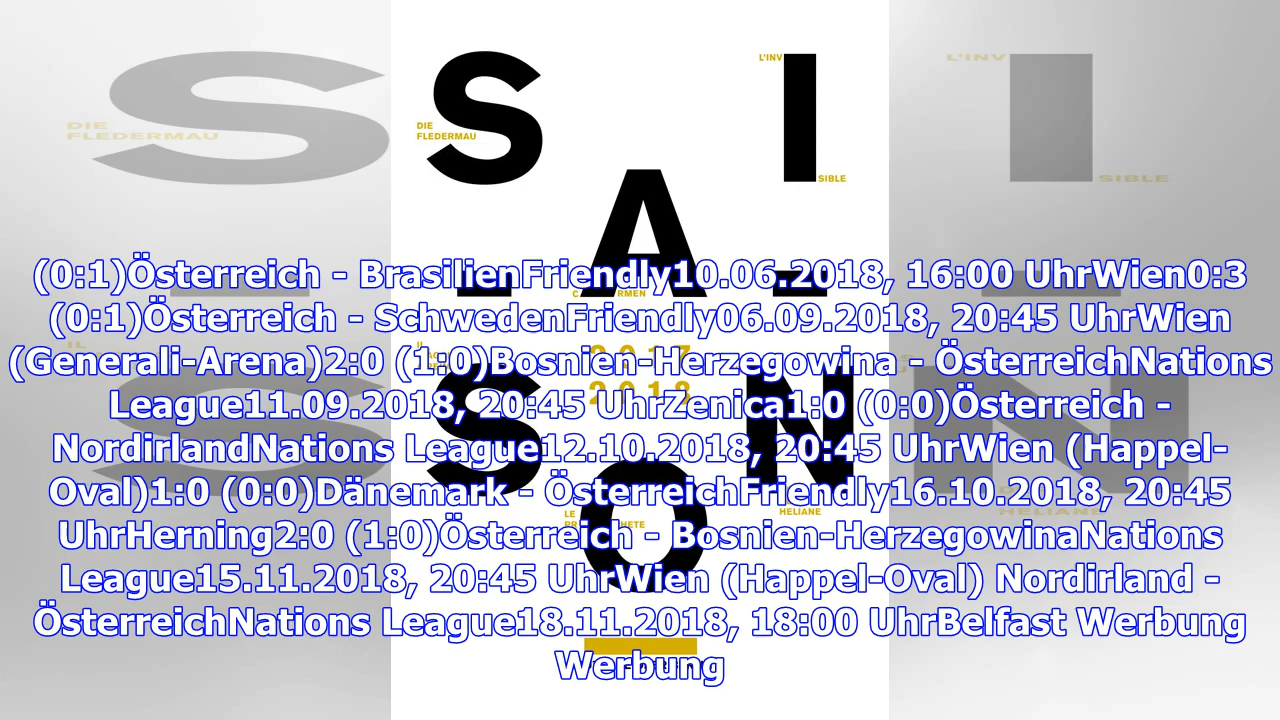 S I
DIE
FLEDERMAU
L'INV
SIBLE
A
(0:1)Österreich - BrasilienFriendly10.06.2018, 16:00 UhrWien0:3
(0:1)Österreich - SchwedenFriendly06.09.2018, 20:45 UhrWien
(Generali-Arena)2:0 (1:0)Bosnien-Herzegowina - ÖsterreichNations
League11.09.2018, 20:45 UhrZenica1:0 (0:0)Österreich -
NordirlandNations League12.10.2018, 20:45 UhrWien (Happel-
Oval)1:0 (0:0)Dänemark - ÖsterreichFriendly16.10.2018, 20:45
UhrHerning2:0 (1:0)Österreich - Bosnien-HerzegowinaNations
League15.11.2018, 20:45 UhrWien (Happel-Oval) Nordirland -
ÖsterreichNations League18.11.2018, 18:00 UhrBelfast Werbung
Werbung
2017
2018
S N
O
HELIANE